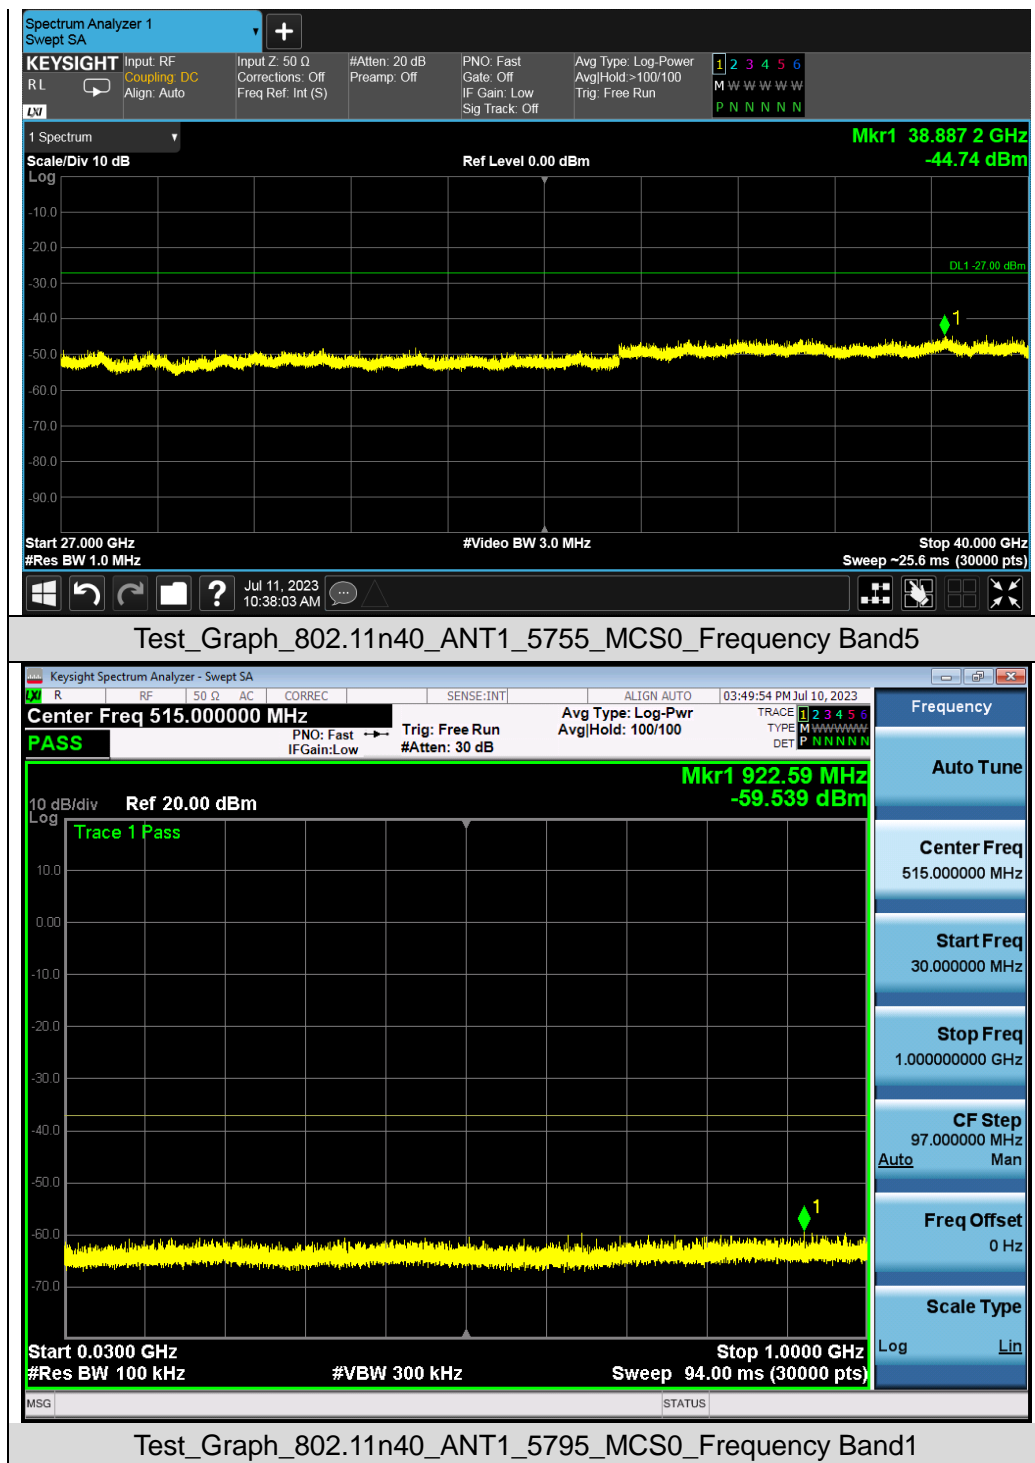 Spectrum Analyzer 1
Swept SA
KEYSIGHT
RL
LXI
Input: RF
Coupling: DC
Align: Auto
Input Z: 50 Ω
Corrections: Off
Freq Ref: Int (S)
#Atten: 20 dB
Preamp: Off
PNO: Fast
Gate: Off
IF Gain: Low
Sig Track: Off
Avg Type: Log-Power
Avg|Hold:>100/100
Trig: Free Run
1 2 3 4 5 6
M W W W W W
P N N N N N
1 Spectrum
Mkr1 38.887 2 GHz
Scale/Div 10 dB
Ref Level 0.00 dBm
-44.74 dBm
Log
-10.0
-20.0
DL1 -27.00 dBm
-30.0
-40.0
1
-50.0
-60.0
-70.0
-80.0
-90.0
Start 27.000 GHz
#Video BW 3.0 MHz
Stop 40.000 GHz
#Res BW 1.0 MHz
Sweep ~25.6 ms (30000 pts)
?
Jul 11, 2023
10:38:03 AM
Test_Graph_802.11n40_ANT1_5755_MCS0_Frequency Band5
Keysight Spectrum Analyzer - Swept SA
LXI R RF 50 Ω AC CORREC SENSE:INT ALIGN AUTO 03:49:54 PM Jul 10, 2023
Center Freq 515.000000 MHz
PASS
PNO: Fast
IFGain:Low
Trig: Free Run
#Atten: 30 dB
Avg Type: Log-Pwr
Avg|Hold: 100/100
TRACE 1 2 3 4 5 6
TYPE M W W W W W
DET P N N N N N
Mkr1 922.59 MHz
-59.539 dBm
10 dB/div Ref 20.00 dBm
Log
Trace 1 Pass
10.0
0.00
-10.0
-20.0
-30.0
-40.0
-50.0
1
-60.0
-70.0
Start 0.0300 GHz
Stop 1.0000 GHz
#Res BW 100 kHz
#VBW 300 kHz
Sweep 94.00 ms (30000 pts)
MSG
STATUS
Frequency
Auto Tune
Center Freq
515.000000 MHz
Start Freq
30.000000 MHz
Stop Freq
1.000000000 GHz
CF Step
97.000000 MHz
Auto Man
Freq Offset
0 Hz
Scale Type
Log Lin
Test_Graph_802.11n40_ANT1_5795_MCS0_Frequency Band1